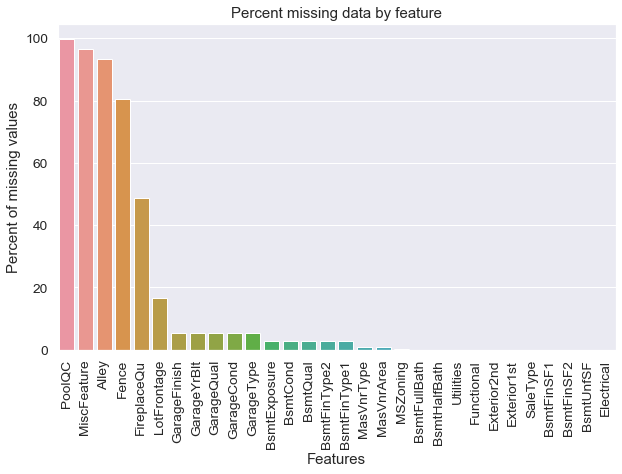 Percent missing data by feature
Percent of missing values
100
80
60
40
20
0
PoolQC
MiscFeature
Alley
Fence
FireplaceQu
LotFrontage
GarageFinish
GarageYrBlt
GarageQual
GarageCond
GarageType
BsmtExposure
BsmtCond
BsmtQual
BsmtFinType2
BsmtFinType1
MasVnrType
MasVnrArea
MSZoning
BsmtFullBath
BsmtHalfBath
Utilities
Functional
Exterior2nd
Exterior1st
SaleType
BsmtFinSF1
BsmtFinSF2
BsmtUnfSF
Electrical
Features